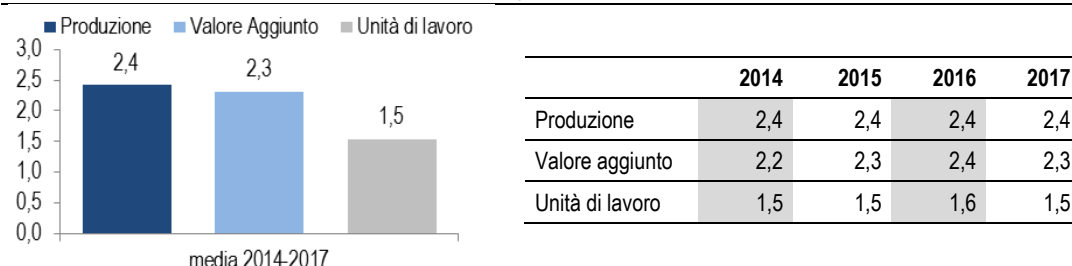 Produzione Valore Aggiunto Unità di lavoro
3,0
2,5
2,0
1,5
1,0
0,5
0,0
2,4
2,3
1,5
media 2014-2017
2014 2015 2016 2017
Produzione 2,4 2,4 2,4 2,4
Valore aggiunto 2,2 2,3 2,4 2,3
Unità di lavoro 1,5 1,5 1,6 1,5